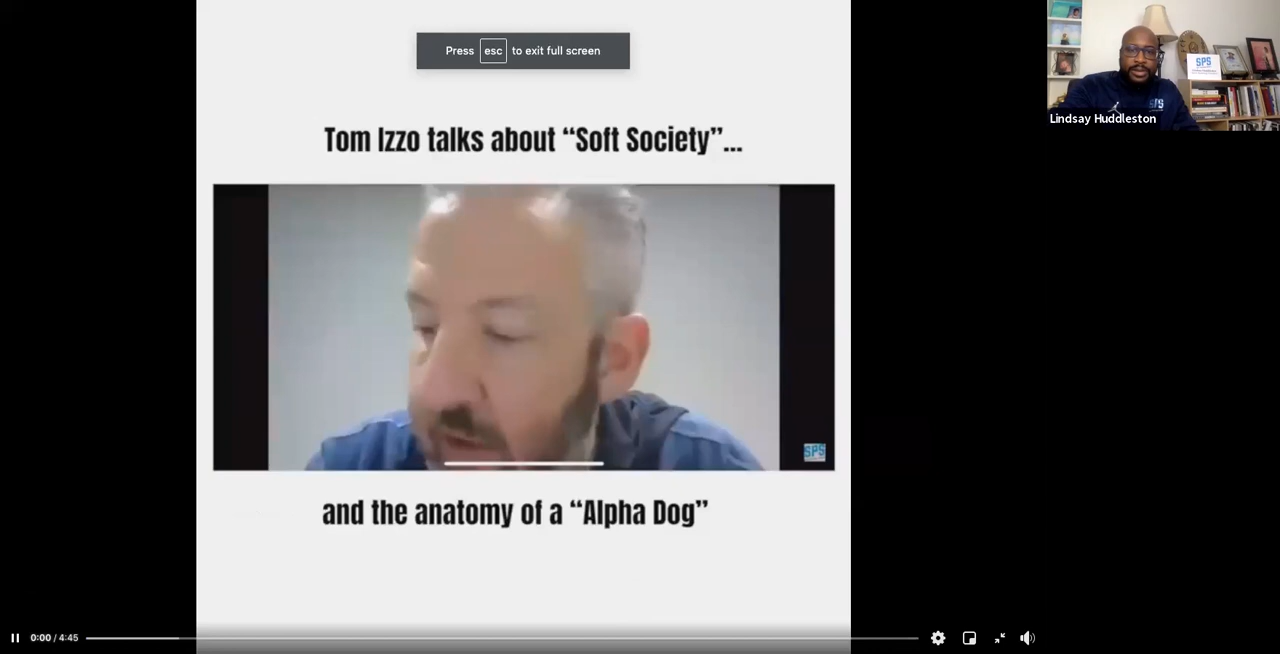 Press esc to exit full screen
Tom Izzo talks about “Soft Society”...
SPS
and the anatomy of a “Alpha Dog”
0:00 / 4:45
SPS
Lindsay Huddleston